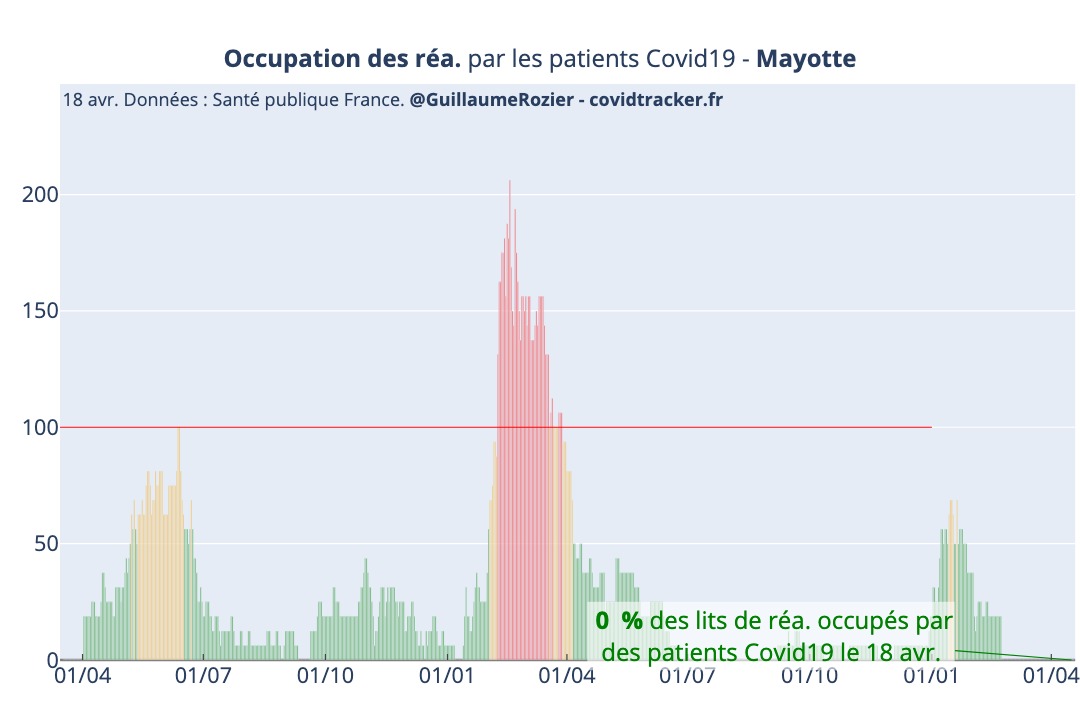 Occupation des réa. par les patients Covid19 - Mayotte
18 avr. Données : Santé publique France. @GuillaumeRozier - covidtracker.fr
200
150
100
50
0
0 % des lits de réa. occupés par
des patients Covid19 le 18 avr.
01/04 01/07 01/10 01/01 01/04 01/07 01/10 01/01 01/04